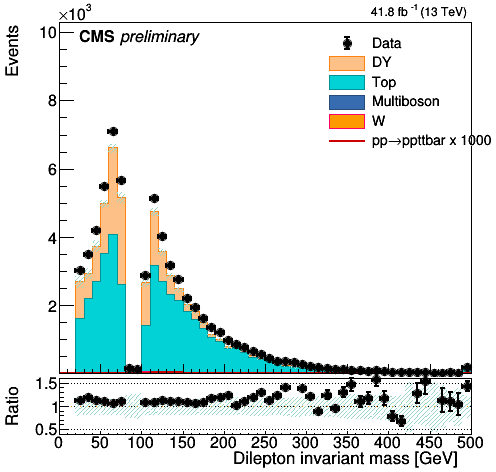 ×10³
41.8 fb⁻¹ (13 TeV)
CMS preliminary
Events
Data
DY
Top
Multiboson
W
pp→ppttbar x 1000
10
8
6
4
2
0
Ratio
1.5
1
0.5
0 50 100 150 200 250 300 350 400 450 500
Dilepton invariant mass [GeV]